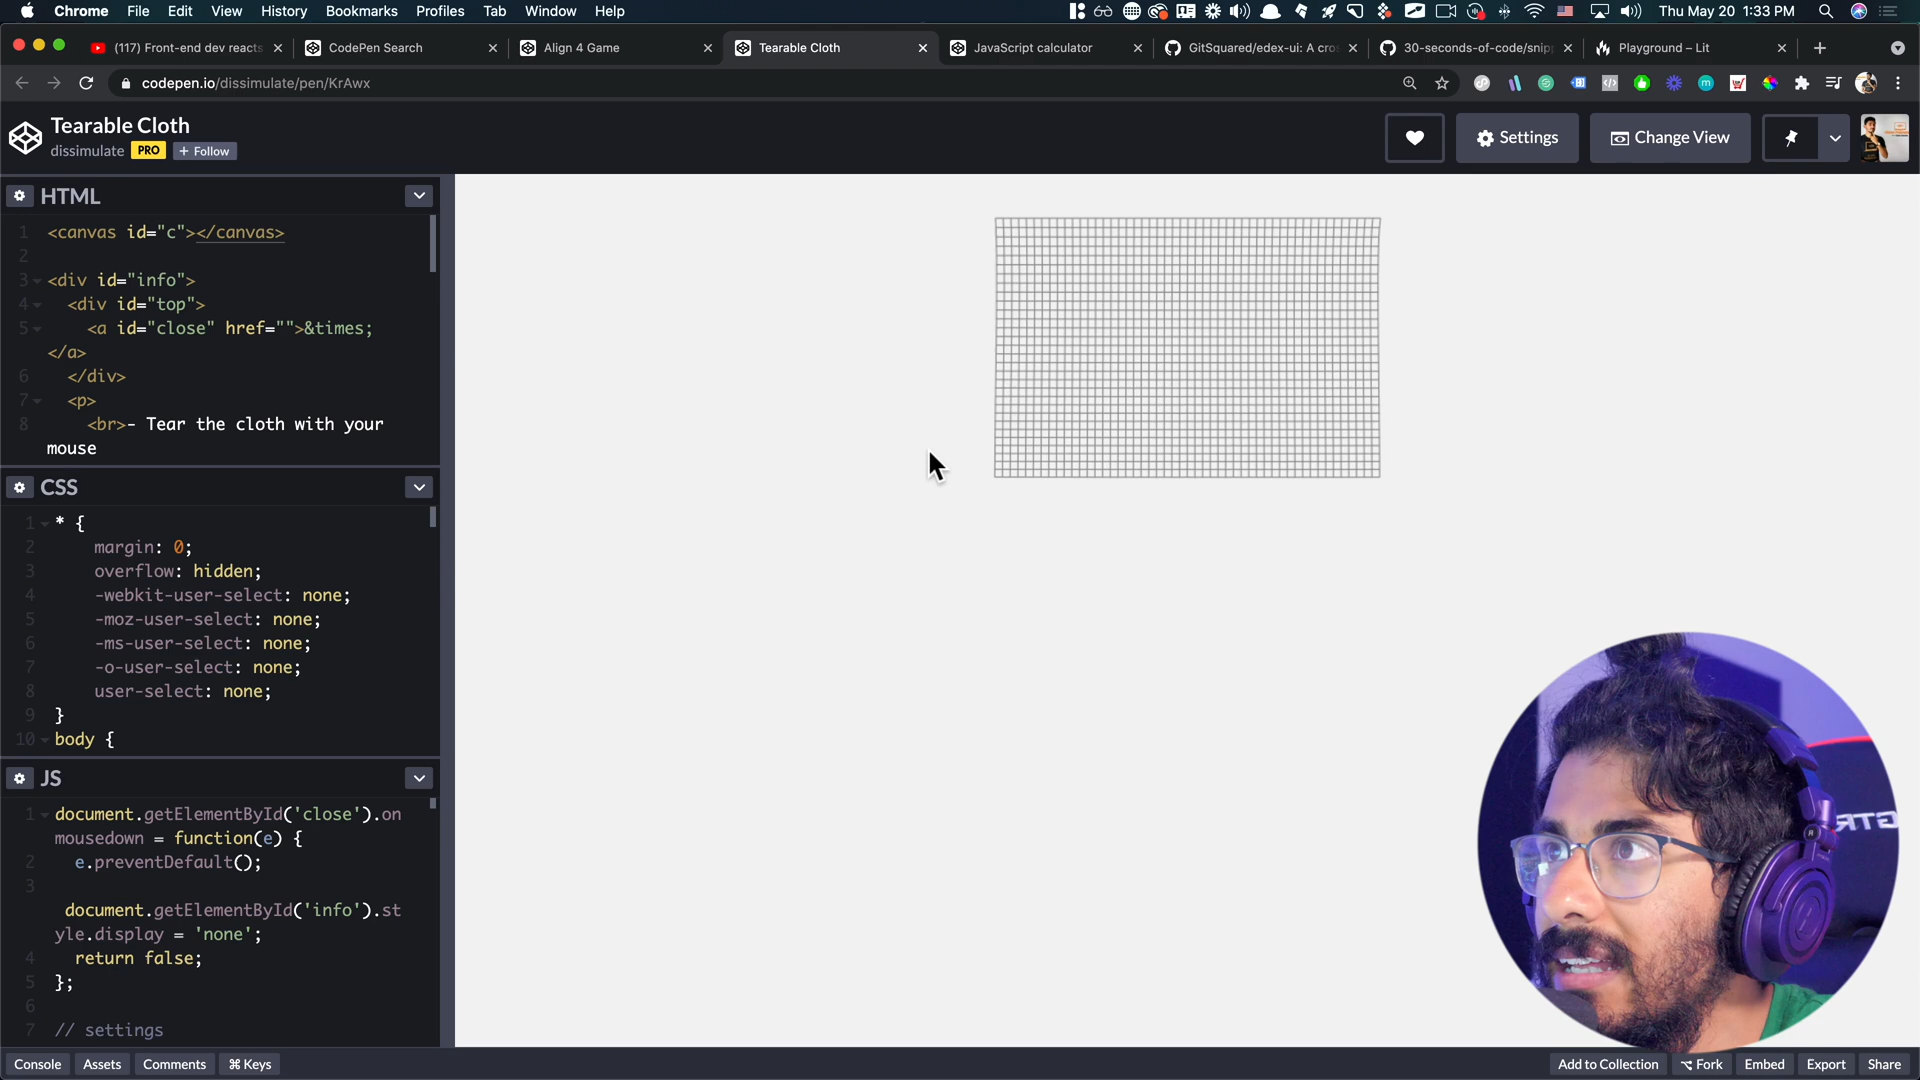 Chrome File Edit View History Bookmarks Profiles Tab Window Help Thu May 20 1:33 PM
(117) Front-end dev reacts CodePen Search Align 4 Game Tearable Cloth JavaScript calculator GitSquared/edex-ui: A cros 30-seconds-of-code/snipp Playground – Lit
codepen.io/dissimulate/pen/KrAwx
Tearable Cloth
dissimulate PRO + Follow
Settings Change View
HTML
1 <canvas id="c"></canvas>
2
3 <div id="info">
4 <div id="top">
5 <a id="close" href="">&times;
</a>
6 </div>
7 <p>
8 <br>- Tear the cloth with your
mouse
CSS
1 * {
2 margin: 0;
3 overflow: hidden;
4 -webkit-user-select: none;
5 -moz-user-select: none;
6 -ms-user-select: none;
7 -o-user-select: none;
8 user-select: none;
9 }
10 body {
JS
1 document.getElementById('close').on
mousedown = function(e) {
2 e.preventDefault();
3
document.getElementById('info').st
yle.display = 'none';
4 return false;
5 };
6
7 // settings
GTR
Console Assets Comments ⌘ Keys Add to Collection ⌥ Fork Embed Export Share